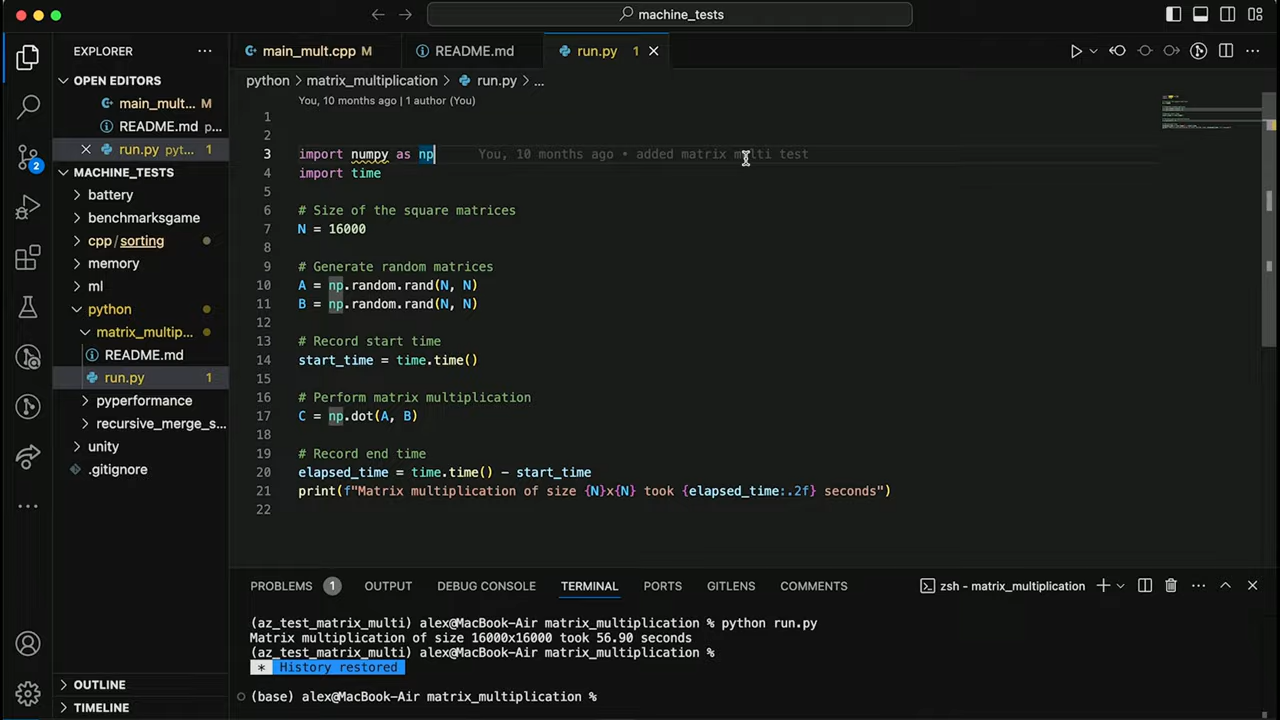 machine_tests
EXPLORER
OPEN EDITORS
main_mult... M
README.md p...
run.py pyt... 1
MACHINE_TESTS
battery
benchmarksgame
cpp / sorting
memory
ml
python
matrix_multip...
README.md
run.py 1
pyperformance
recursive_merge_s...
unity
.gitignore
OUTLINE
TIMELINE
2
main_mult.cpp M
README.md
run.py 1
python > matrix_multiplication > run.py > ...
You, 10 months ago | 1 author (You)
1
2
3 import numpy as np You, 10 months ago • added matrix multi test
4 import time
5
6 # Size of the square matrices
7 N = 16000
8
9 # Generate random matrices
10 A = np.random.rand(N, N)
11 B = np.random.rand(N, N)
12
13 # Record start time
14 start_time = time.time()
15
16 # Perform matrix multiplication
17 C = np.dot(A, B)
18
19 # Record end time
20 elapsed_time = time.time() - start_time
21 print(f"Matrix multiplication of size {N}x{N} took {elapsed_time:.2f} seconds")
22
PROBLEMS 1 OUTPUT DEBUG CONSOLE TERMINAL PORTS GITLENS COMMENTS zsh - matrix_multiplication
(az_test_matrix_multi) alex@MacBook-Air matrix_multiplication % python run.py
Matrix multiplication of size 16000x16000 took 56.90 seconds
(az_test_matrix_multi) alex@MacBook-Air matrix_multiplication %
* History restored
(base) alex@MacBook-Air matrix_multiplication %